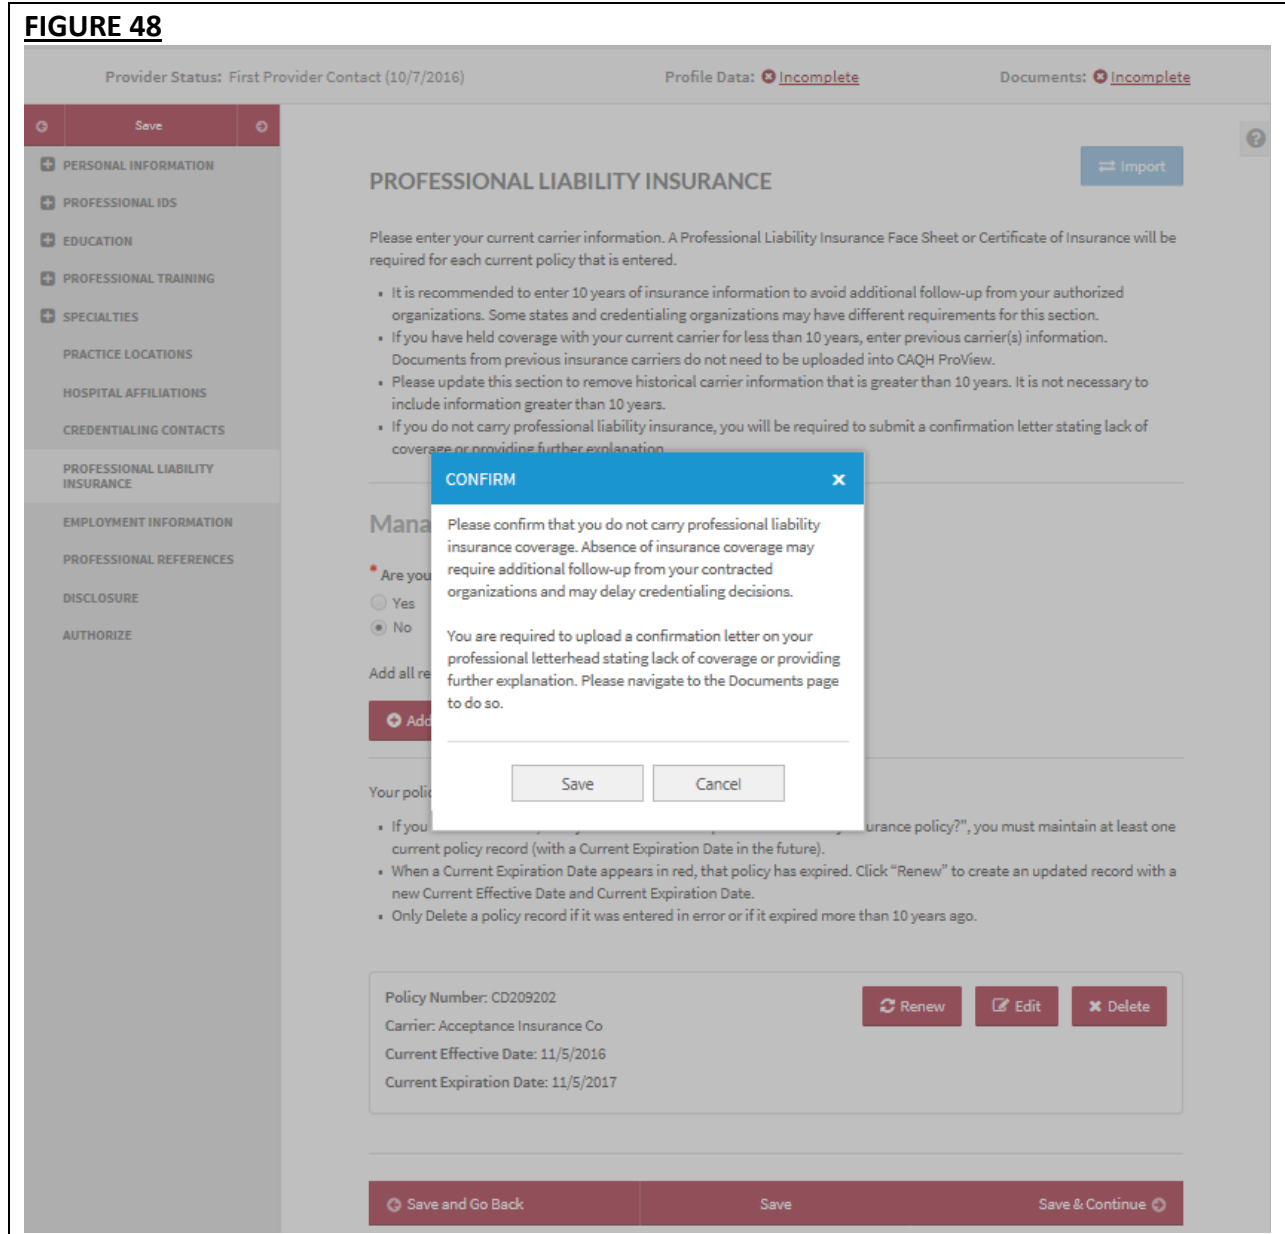 FIGURE 48
Provider Status: First Provider Contact (10/7/2016) Profile Data: Incomplete Documents: Incomplete
Save
PERSONAL INFORMATION
PROFESSIONAL IDS
EDUCATION
PROFESSIONAL TRAINING
SPECIALTIES
PRACTICE LOCATIONS
HOSPITAL AFFILIATIONS
CREDENTIALING CONTACTS
PROFESSIONAL LIABILITY
INSURANCE
EMPLOYMENT INFORMATION
PROFESSIONAL REFERENCES
DISCLOSURE
AUTHORIZE
Import
PROFESSIONAL LIABILITY INSURANCE
Please enter your current carrier information. A Professional Liability Insurance Face Sheet or Certificate of Insurance will be
required for each current policy that is entered.
• It is recommended to enter 10 years of insurance information to avoid additional follow-up from your authorized
organizations. Some states and credentialing organizations may have different requirements for this section.
• If you have held coverage with your current carrier for less than 10 years, enter previous carrier(s) information.
Documents from previous insurance carriers do not need to be uploaded into CAQH ProView.
• Please update this section to remove historical carrier information that is greater than 10 years. It is not necessary to
include information greater than 10 years.
• If you do not carry professional liability insurance, you will be required to submit a confirmation letter stating lack of
coverage or providing further explanation
CONFIRM x
Please confirm that you do not carry professional liability
insurance coverage. Absence of insurance coverage may
require additional follow-up from your contracted
organizations and may delay credentialing decisions.
You are required to upload a confirmation letter on your
professional letterhead stating lack of coverage or providing
further explanation. Please navigate to the Documents page
to do so.
Save Cancel
Mana
* Are you
Yes
No
Add all re
Add
Your polic
• If you urance policy?", you must maintain at least one
current policy record (with a Current Expiration Date in the future).
• When a Current Expiration Date appears in red, that policy has expired. Click “Renew” to create an updated record with a
new Current Effective Date and Current Expiration Date.
• Only Delete a policy record if it was entered in error or if it expired more than 10 years ago.
Policy Number: CD209202
Carrier: Acceptance Insurance Co
Current Effective Date: 11/5/2016
Current Expiration Date: 11/5/2017
Renew Edit Delete
Save and Go Back Save Save & Continue